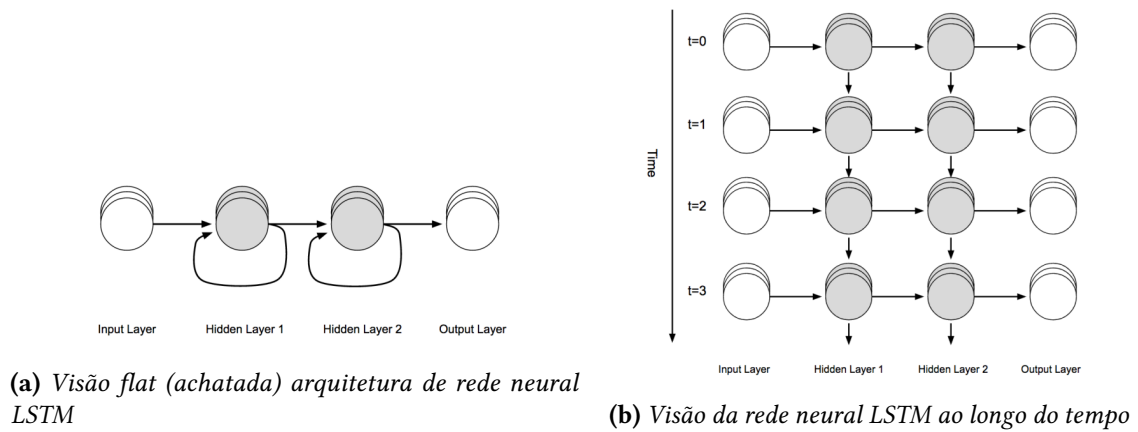 Input Layer
Hidden Layer 1
Hidden Layer 2
Output Layer
(a) Visão flat (achatada) arquitetura de rede neural
LSTM
t=0
t=1
t=2
t=3
Time
Input Layer
Hidden Layer 1
Hidden Layer 2
Output Layer
(b) Visão da rede neural LSTM ao longo do tempo